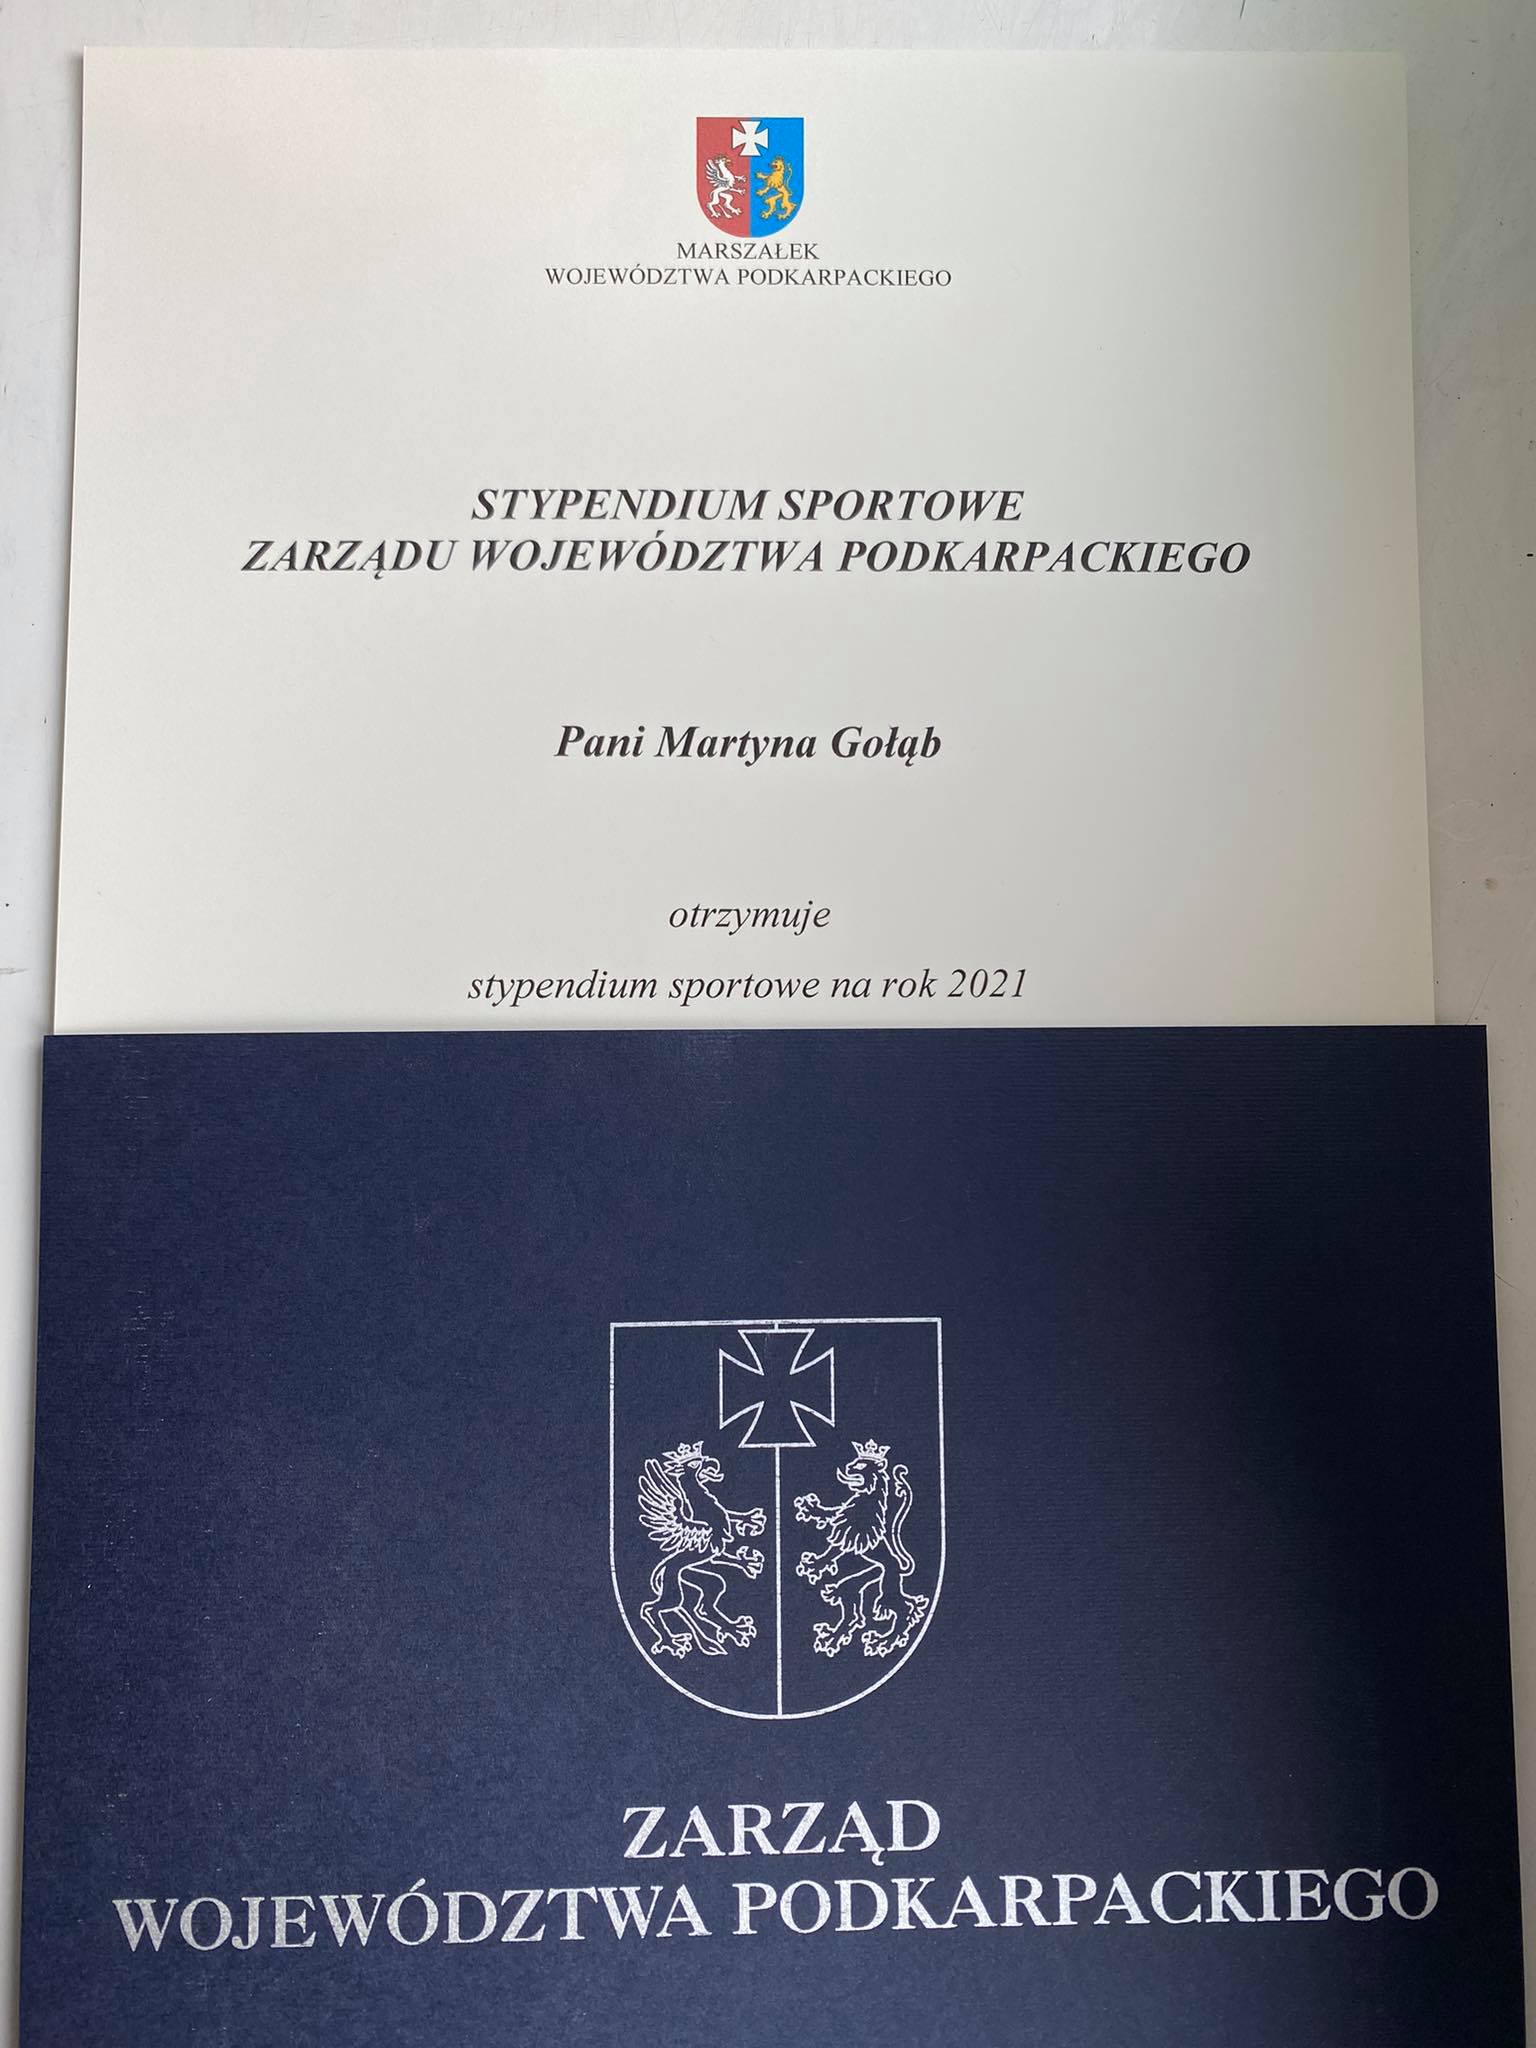 MARSZAŁEK
WOJEWÓDZTWA PODKARPACKIEGO
STYPENDIUM SPORTOWE
ZARZĄDU WOJEWÓDZTWA PODKARPACKIEGO
Pani Martyna Gołąb
otrzymuje
stypendium sportowe na rok 2021
ZARZĄD
WOJEWÓDZTWA PODKARPACKIEGO